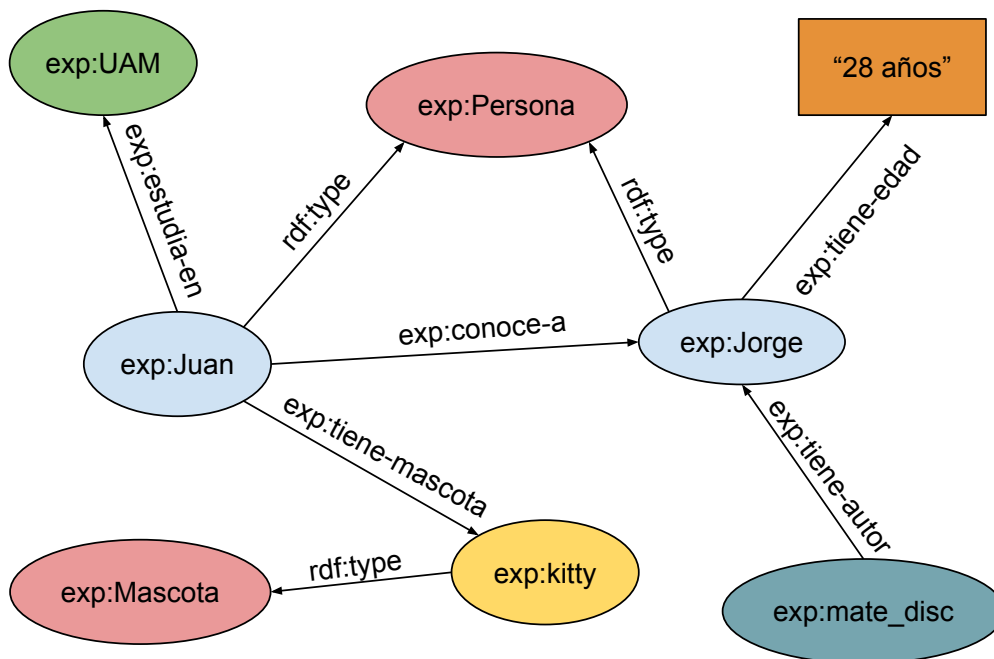 exp:UAM
exp:Persona
“28 años”
exp:estudia-en
rdf:type
rdf:type
exp:tiene-edad
exp:conoce-a
exp:Juan
exp:Jorge
exp:tiene-mascota
exp:tiene-autor
rdf:type
exp:Mascota
exp:kitty
exp:mate_disc